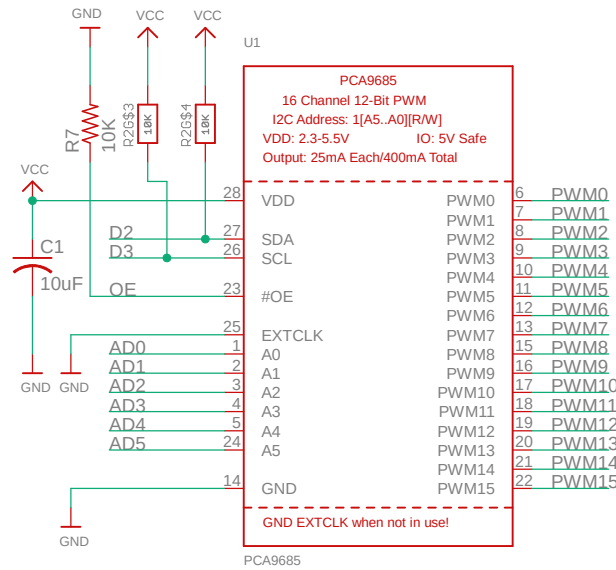 GND
VCC
VCC
U1
R7
10K
R2G$3
10K
R2G$4
10K
PCA9685
16 Channel 12-Bit PWM
I2C Address: 1[A5..A0][R/W]
VDD: 2.3-5.5V IO: 5V Safe
Output: 25mA Each/400mA Total
VCC
C1
10uF
GND
GND
GND
28 VDD
D2 27 SDA
D3 26 SCL
OE 23 #OE
25 EXTCLK
AD0 1 A0
AD1 2 A1
AD2 3 A2
AD3 4 A3
AD4 5 A4
AD5 24 A5
14 GND
PWM0 6 PWM0
PWM1 7 PWM1
PWM2 8 PWM2
PWM3 9 PWM3
PWM4 10 PWM4
PWM5 11 PWM5
PWM6 12 PWM6
PWM7 13 PWM7
PWM8 15 PWM8
PWM9 16 PWM9
PWM10 17 PWM10
PWM11 18 PWM11
PWM12 19 PWM12
PWM13 20 PWM13
PWM14 21 PWM14
PWM15 22 PWM15
GND EXTCLK when not in use!
PCA9685